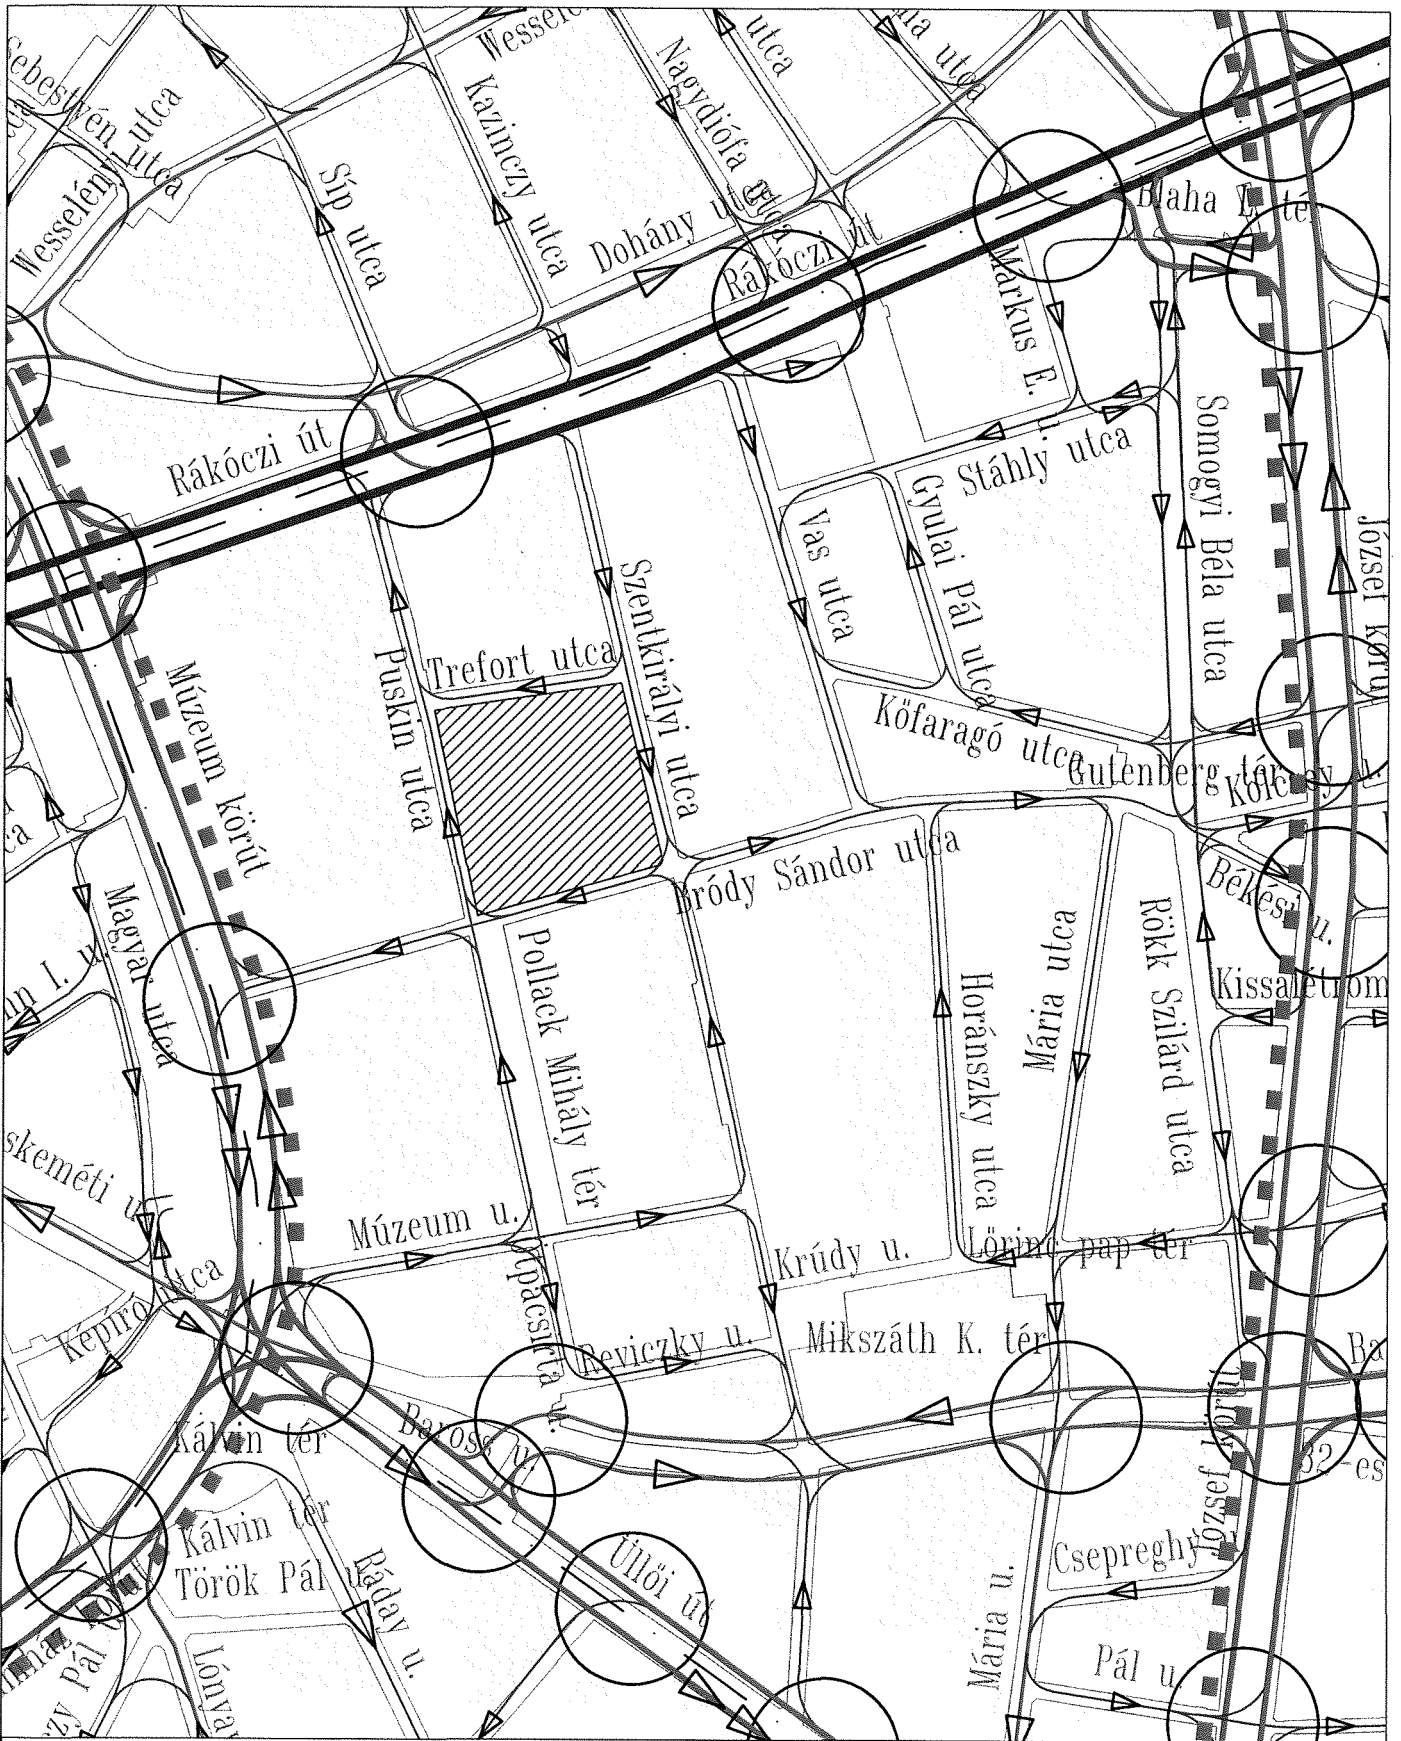 utca
Sebestyén utca
utca
Wesselényi utca
Síp utca
Kazinczy utca
Nagydiófa utca
Dohány utca
Rákóczi út
Blaha L. tér
Márkus E. u.
Rákóczi út
Stáhly utca
Somogyi Béla utca
Gyulai Pál utca
Vas utca
Szentkirályi utca
Trefort utca
Puskin utca
Múzeum körút
Kőfaragó utca
Gutenberg tér
Bródy Sándor utca
Békési u.
Magyar utca
Pollack Mihály tér
Mária utca
Horánszky utca
Rökk Szilárd utca
Múzeum u.
Krúdy u.
Lőrinc pap tér
Képíró utca
Reviczky u.
Mikszáth K. tér
Kálvin tér
Baross u.
József körút
32-es
Kálvin tér
Török Pál u.
Ráday u.
Üllői út
Csepreghy
Mária u.
Pál u.